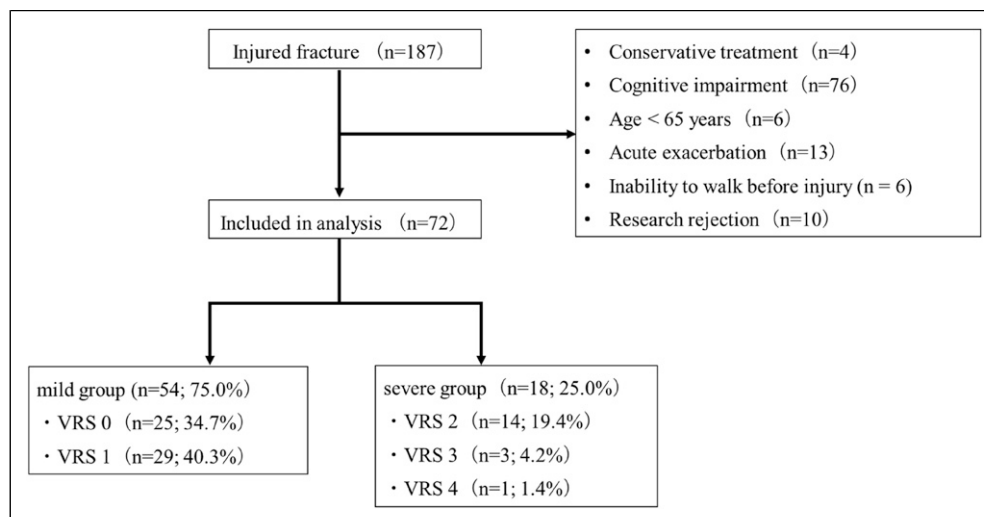 Injured fracture （n=187）
• Conservative treatment（n=4）
• Cognitive impairment（n=76）
• Age < 65 years（n=6）
• Acute exacerbation（n=13）
• Inability to walk before injury (n = 6)
• Research rejection（n=10）
Included in analysis （n=72）
mild group (n=54; 75.0%)
・VRS 0（n=25; 34.7%）
・VRS 1（n=29; 40.3%）
severe group（n=18; 25.0%）
・VRS 2（n=14; 19.4%）
・VRS 3（n=3; 4.2%）
・VRS 4（n=1; 1.4%）